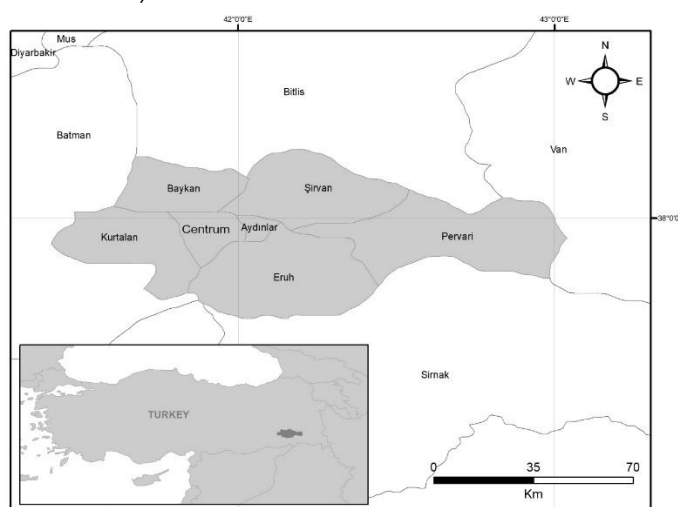 42°0'0"E
43°0'0"E
Mus
Diyarbakir
N
W
E
S
Bitlis
Batman
Van
Baykan
Şirvan
38°0'0"
Kurtalan
Centrum
Aydınlar
Pervari
Eruh
Sirnak
TURKEY
0
35
70
Km